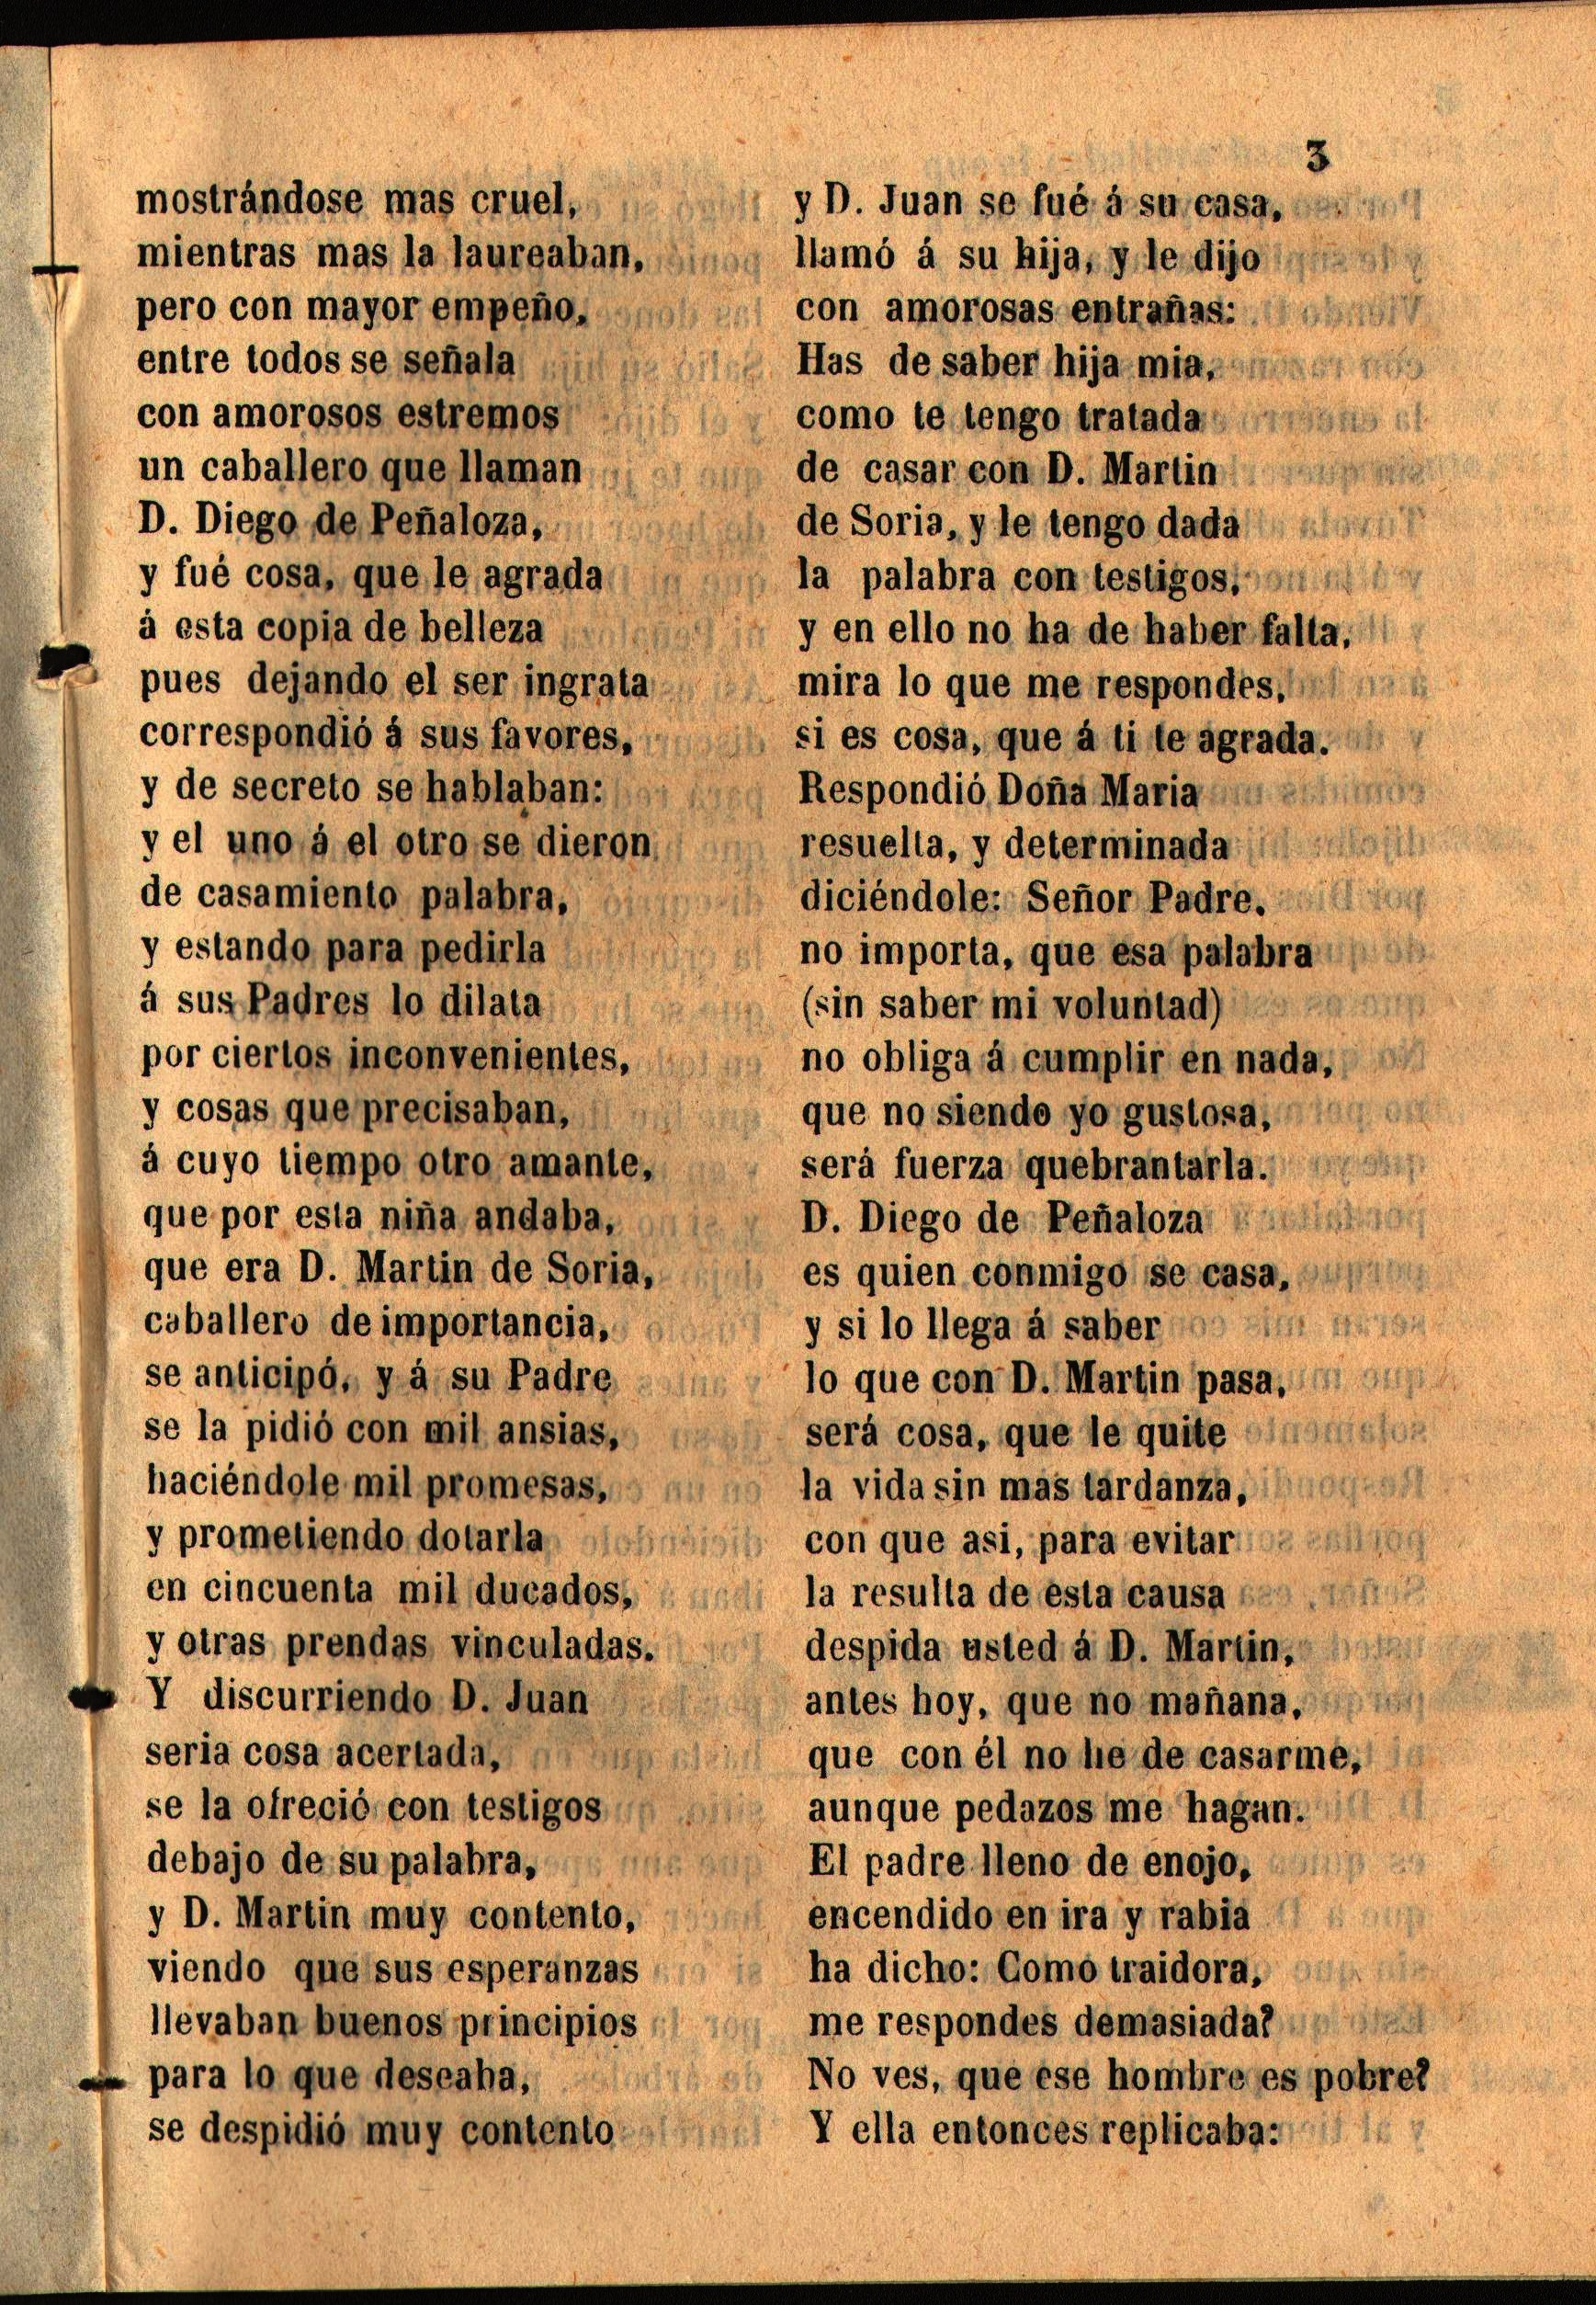 3
mostrándose mas cruel,
mientras mas la laureaban,
pero con mayor empeño,
entre todos se señala
con amorosos estremos
un caballero que llaman
D. Diego de Peñaloza,
y fué cosa, que le agrada
á esta copia de belleza
pues dejando el ser ingrata
correspondió á sus favores,
y de secreto se hablaban:
y el uno á el otro se dieron
de casamiento palabra,
y estando para pedirla
á sus Padres lo dilata
por ciertos inconvenientes,
y cosas que precisaban,
á cuyo tiempo otro amante,
que por esta niña andaba,
que era D. Martin de Soria,
caballero de importancia,
se anticipó, y á su Padre
se la pidió con mil ansias,
haciéndole mil promesas,
y prometiendo dotarla
en cincuenta mil ducados,
y otras prendas vinculadas.
Y discurriendo D. Juan
seria cosa acertada,
se la ofreció con testigos
debajo de su palabra,
y D. Martin muy contento,
viendo que sus esperanzas
llevaban buenos principios
para lo que deseaba,
se despidió muy contento
y D. Juan se fué á su casa,
llamó á su hija, y le dijo
con amorosas entrañas:
Has de saber hija mia,
como te tengo tratada
de casar con D. Martin
de Soria, y le tengo dada
la palabra con testigos,
y en ello no ha de haber falta,
mira lo que me respondes,
si es cosa, que á ti te agrada.
Respondió Doña Maria
resuelta, y determinada
diciéndole: Señor Padre,
no importa, que esa palabra
(sin saber mi voluntad)
no obliga á cumplir en nada,
que no siendo yo gustosa,
será fuerza quebrantarla.
D. Diego de Peñaloza
es quien conmigo se casa,
y si lo llega á saber
lo que con D. Martin pasa,
será cosa, que le quite
la vida sin mas tardanza,
con que asi, para evitar
la resulta de esta causa
despida usted á D. Martin,
antes hoy, que no mañana,
que con él no he de casarme,
aunque pedazos me hagan.
El padre lleno de enojo,
encendido en ira y rabia
ha dicho: Como traidora,
me respondes demasiada?
No ves, que ese hombre es pobre?
Y ella entonces replicaba: